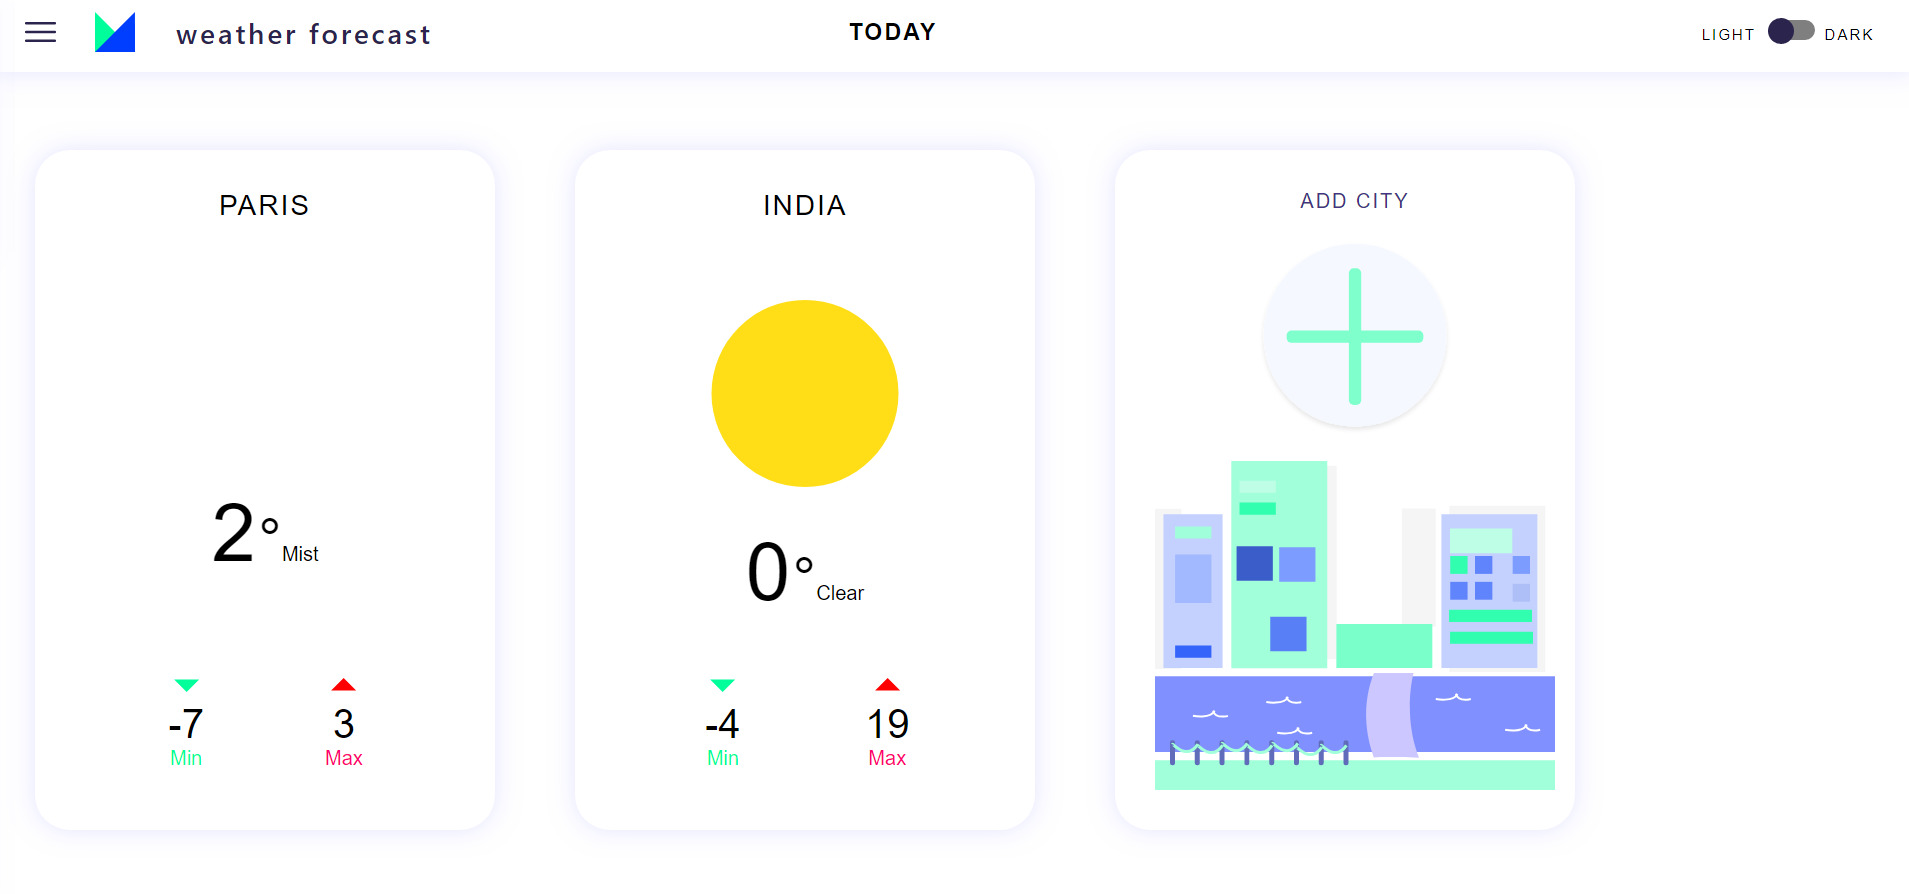 weather forecast
TODAY
LIGHT DARK
PARIS
2°
Mist
-7
Min
3
Max
INDIA
0°
Clear
-4
Min
19
Max
ADD CITY